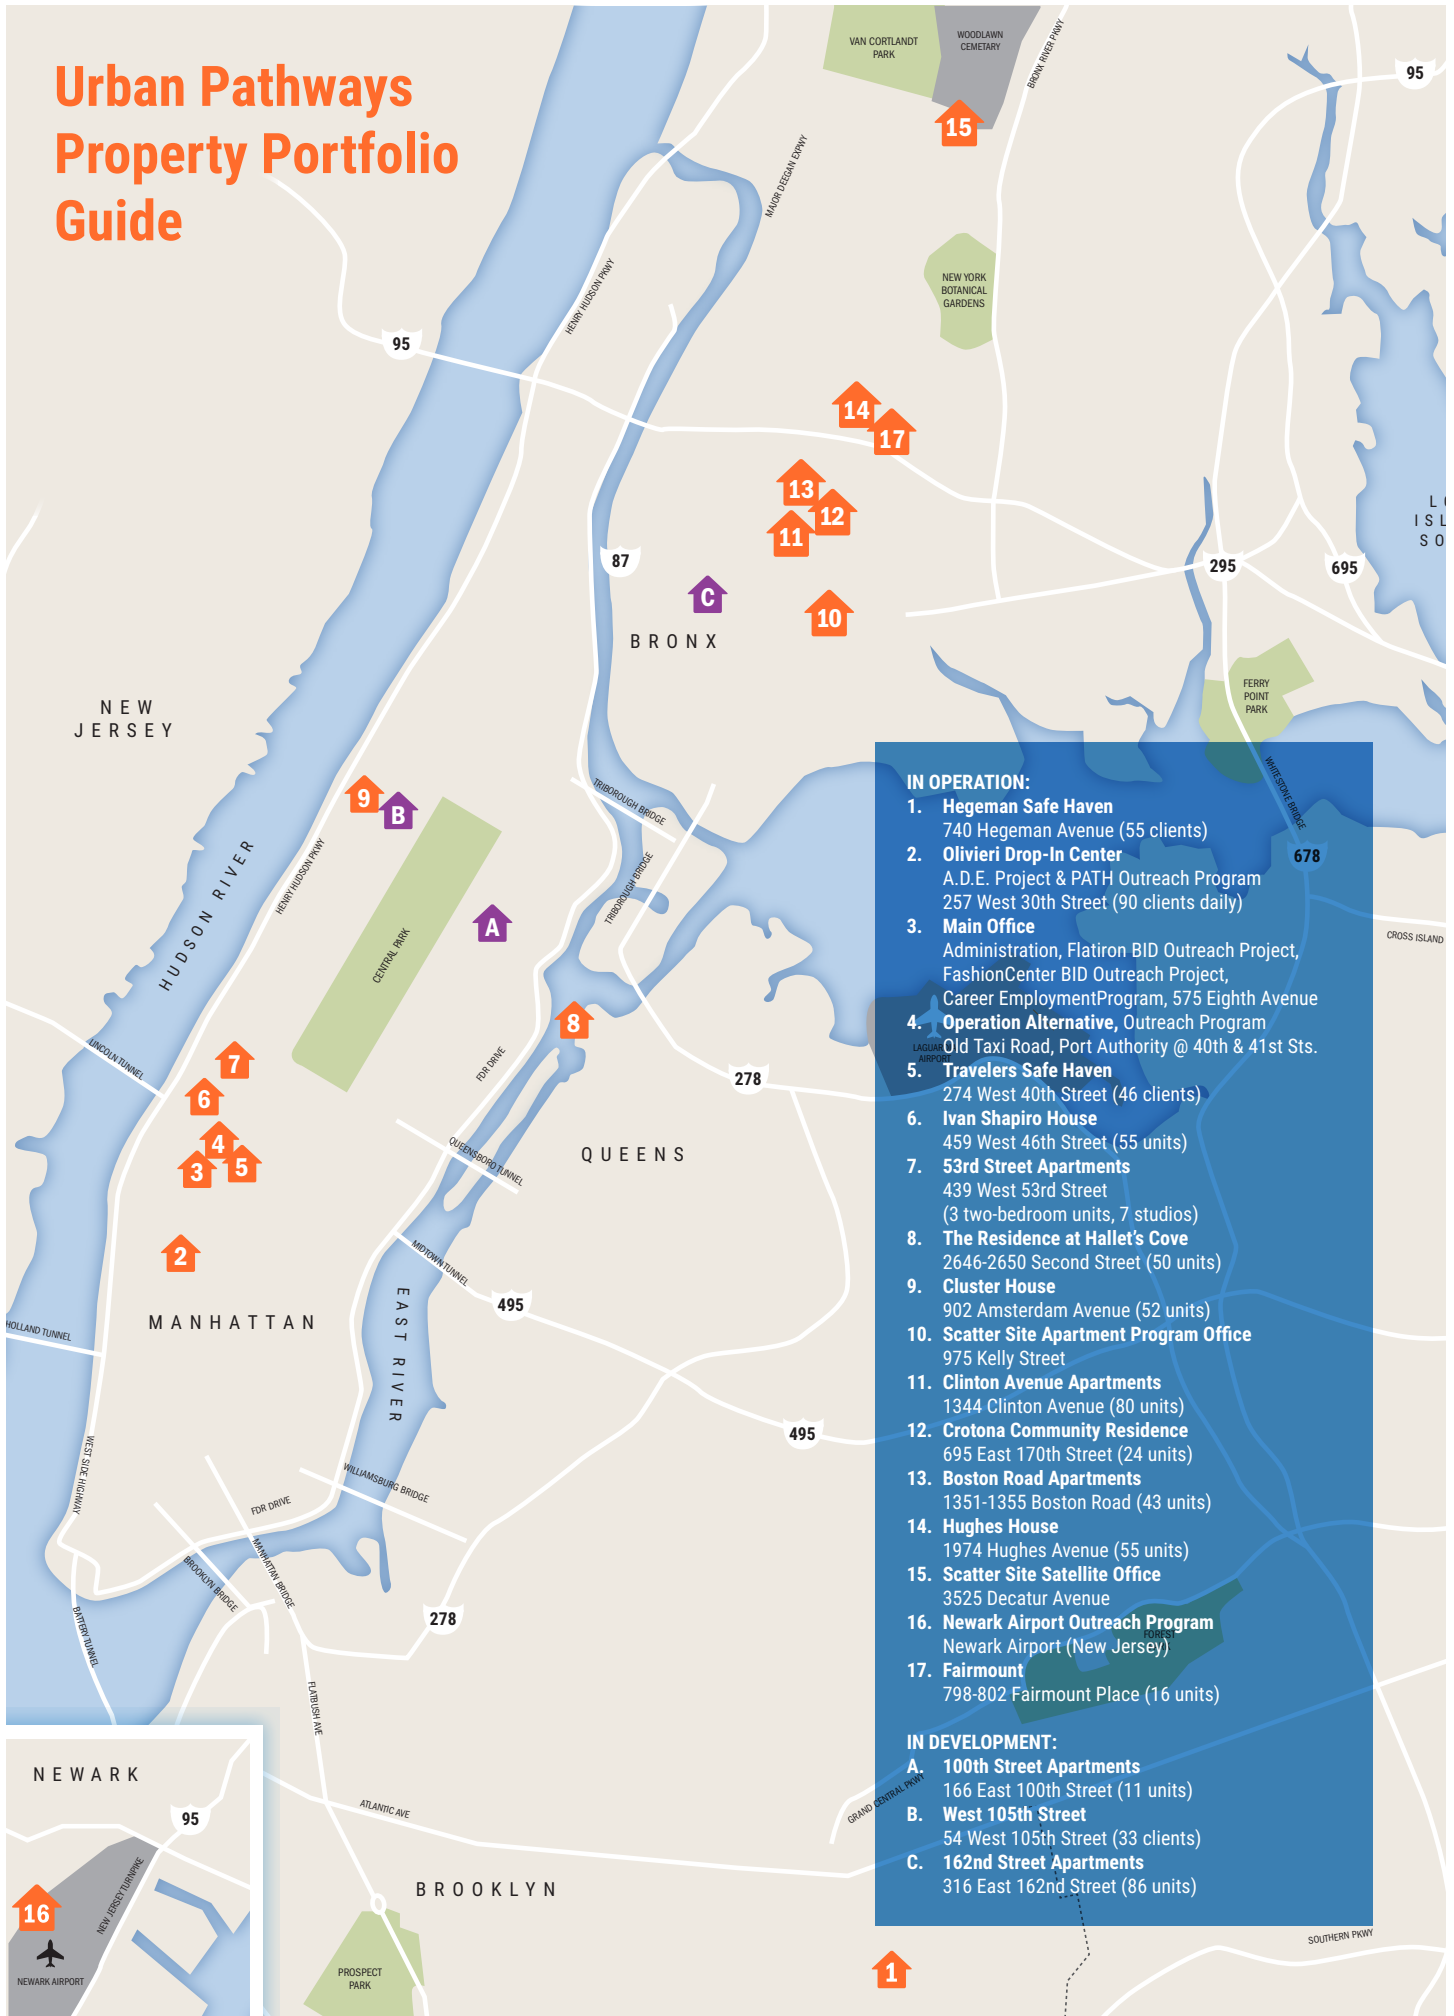 Urban Pathways
Property Portfolio
Guide
VAN CORTLANDT
PARK
WOODLAWN
CEMETARY
BRONX RIVER PKWY
95
15
MAJOR DEEGAN EXPWY
HENRY HUDSON PKWY
NEW YORK
BOTANICAL
GARDENS
95
14
17
13
12
11
87
C
10
BRONX
295
695
NEW
JERSEY
FERRY
POINT
PARK
WHITESTONE BRIDGE
678
CROSS ISLAND
9
B
TRIBOROUGH BRIDGE
TRIBOROUGH BRIDGE
HUDSON RIVER
HENRY HUDSON PKWY
CENTRAL PARK
A
8
LINCOLN TUNNEL
7
6
4
3
5
FDR DRIVE
278
QUEENSBORO TUNNEL
QUEENS
2
MIDTOWN TUNNEL
495
EAST RIVER
HOLLAND TUNNEL
MANHATTAN
495
WEST SIDE HIGHWAY
WILLIAMSBURG BRIDGE
FDR DRIVE
MANHATTAN BRIDGE
BROOKLYN BRIDGE
BATTERY TUNNEL
278
FLATBUSH AVE
ATLANTIC AVE
GRAND CENTRAL PKWY
BROOKLYN
PROSPECT
PARK
1
SOUTHERN PKWY
NEWARK
95
NEW JERSEY TURNPIKE
16
NEWARK AIRPORT
IN OPERATION:
1. Hegeman Safe Haven
740 Hegeman Avenue (55 clients)
2. Olivieri Drop-In Center
A.D.E. Project & PATH Outreach Program
257 West 30th Street (90 clients daily)
3. Main Office
Administration, Flatiron BID Outreach Project,
FashionCenter BID Outreach Project,
Career EmploymentProgram, 575 Eighth Avenue
4. Operation Alternative, Outreach Program
Old Taxi Road, Port Authority @ 40th & 41st Sts.
AIRPORT
5. Travelers Safe Haven
274 West 40th Street (46 clients)
6. Ivan Shapiro House
459 West 46th Street (55 units)
7. 53rd Street Apartments
439 West 53rd Street
(3 two-bedroom units, 7 studios)
8. The Residence at Hallet's Cove
2646-2650 Second Street (50 units)
9. Cluster House
902 Amsterdam Avenue (52 units)
10. Scatter Site Apartment Program Office
975 Kelly Street
11. Clinton Avenue Apartments
1344 Clinton Avenue (80 units)
12. Crotona Community Residence
695 East 170th Street (24 units)
13. Boston Road Apartments
1351-1355 Boston Road (43 units)
14. Hughes House
1974 Hughes Avenue (55 units)
15. Scatter Site Satellite Office
3525 Decatur Avenue
16. Newark Airport Outreach Program
Newark Airport (New Jersey)
FOREST
17. Fairmount
798-802 Fairmount Place (16 units)
IN DEVELOPMENT:
A. 100th Street Apartments
166 East 100th Street (11 units)
B. West 105th Street
54 West 105th Street (33 clients)
C. 162nd Street Apartments
316 East 162nd Street (86 units)